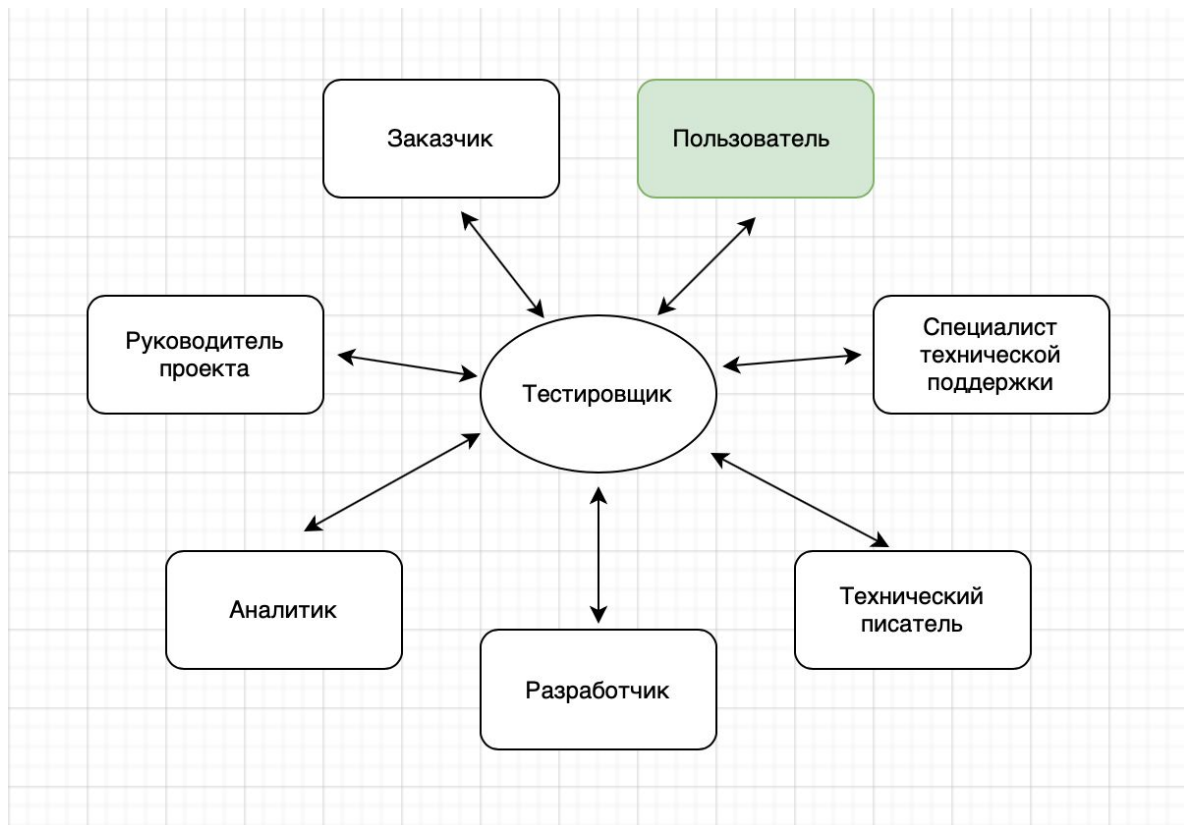 Заказчик
Пользователь
Руководитель
проекта
Тестировщик
Специалист
технической
поддержки
Аналитик
Разработчик
Технический
писатель